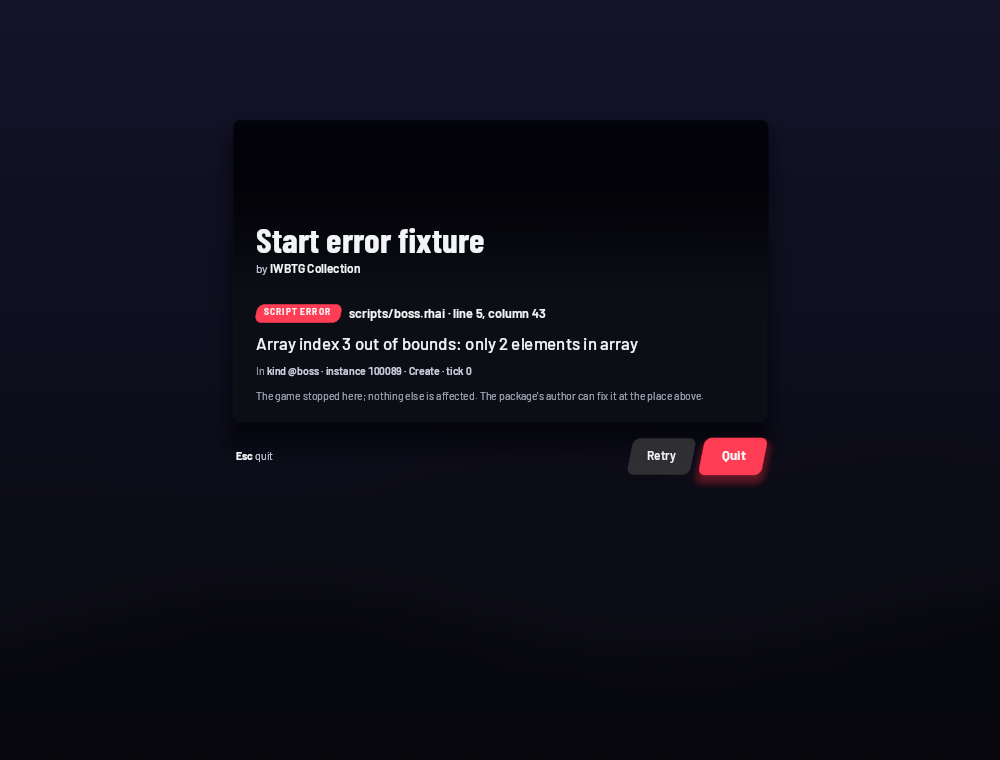 Start error fixture
by IWBTG Collection
SCRIPT ERROR scripts/boss.rhai · line 5, column 43
Array index 3 out of bounds: only 2 elements in array
In kind @boss · instance 100089 · Create · tick 0
The game stopped here; nothing else is affected. The package's author can fix it at the place above.
Esc quit Retry Quit